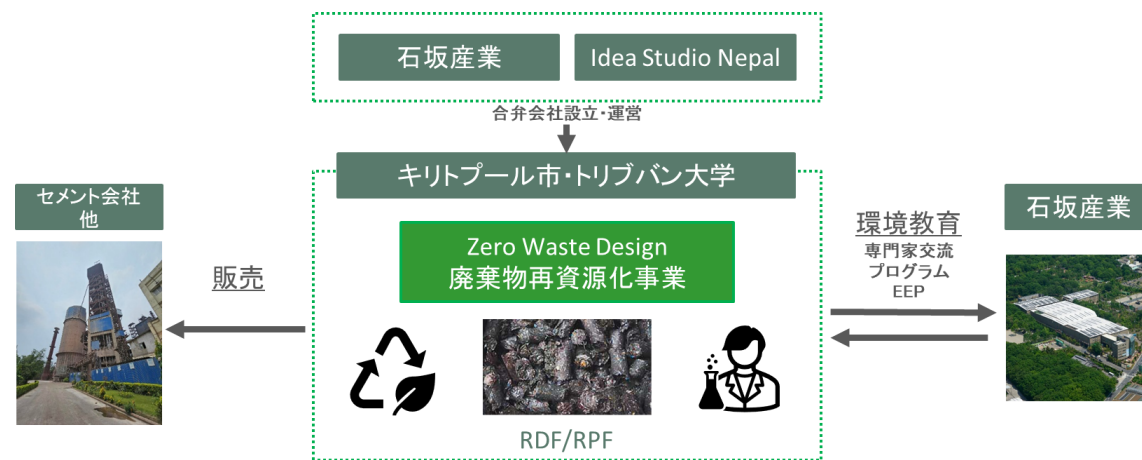 石坂産業
Idea Studio Nepal
合弁会社設立・運営
キリトプール市・トリブバン大学
セメント会社
他
販売
Zero Waste Design
廃棄物再資源化事業
RDF/RPF
環境教育
専門家交流
プログラム
EEP
石坂産業